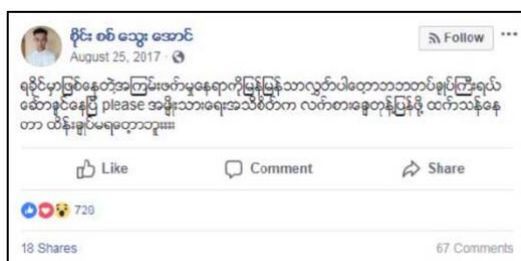 စိုင်း စစ် သွေး အောင်
Follow
August 25, 2017
ရခိုင်မှာဖြစ်နေတဲ့အကြမ်းဖက်မှုနေရာကိုမြန်မြန်သာလွှတ်ပါတော့ဘဘတပ်ချုပ်ကြီးရယ်
စောင့်နေပြီ please အမျိုးသားရေးအသိစိတ်က လက်စားချေတုန့်ပြန်ဖို့ ထက်သန်နေ
တာ ထိန်းချုပ်မရတော့ဘူးးးးး
Like Comment Share
720
18 Shares 67 Comments